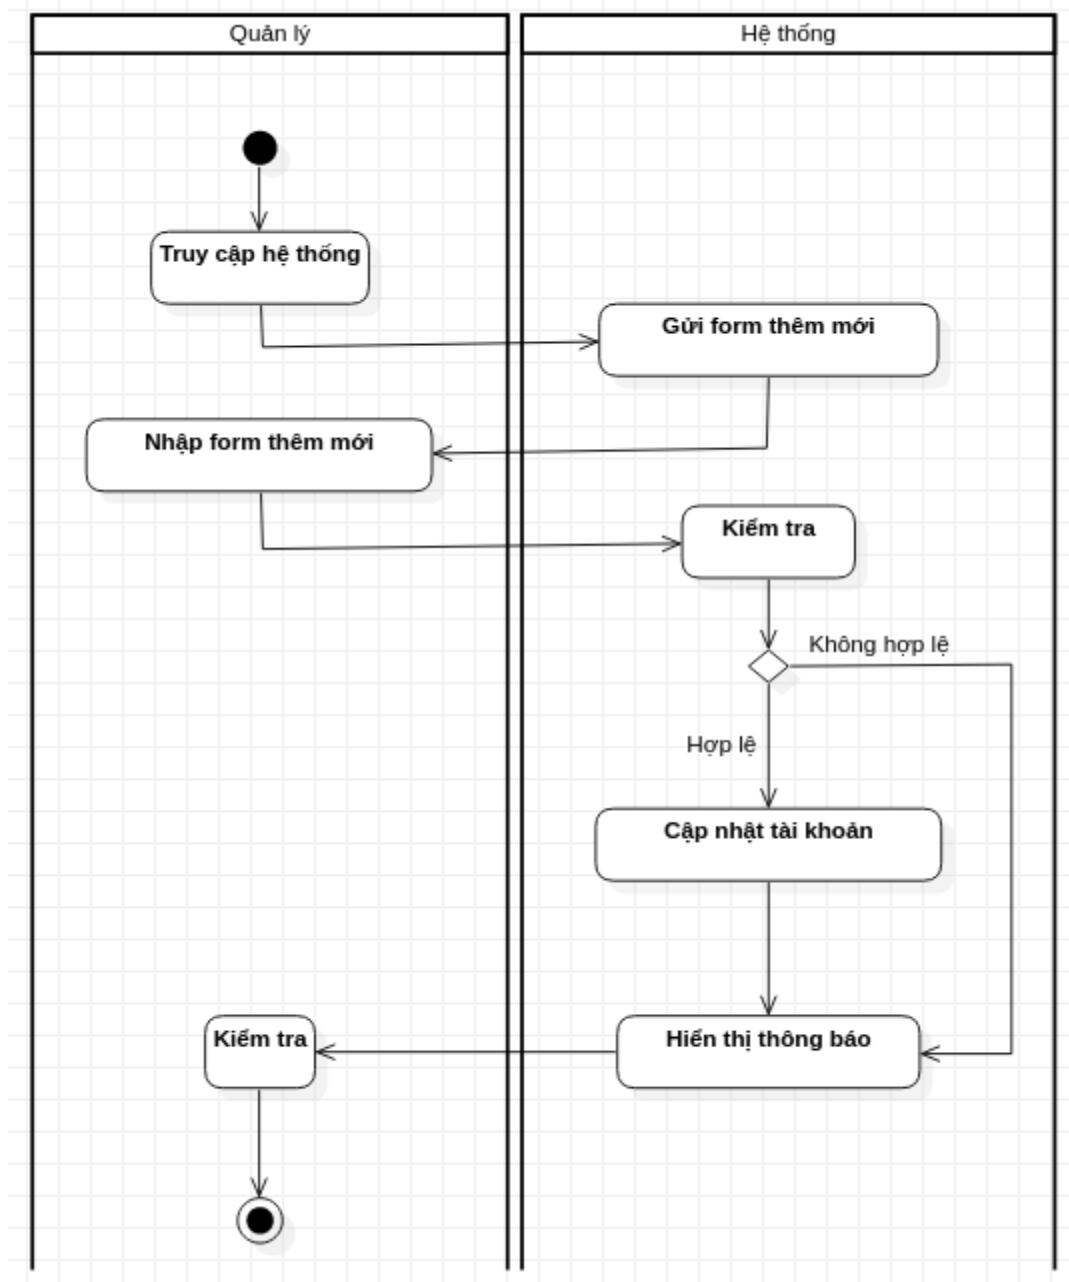 Quản lý
Hệ thống
Truy cập hệ thống
Gửi form thêm mới
Nhập form thêm mới
Kiểm tra
Không hợp lệ
Hợp lệ
Cập nhật tài khoản
Kiểm tra
Hiển thị thông báo